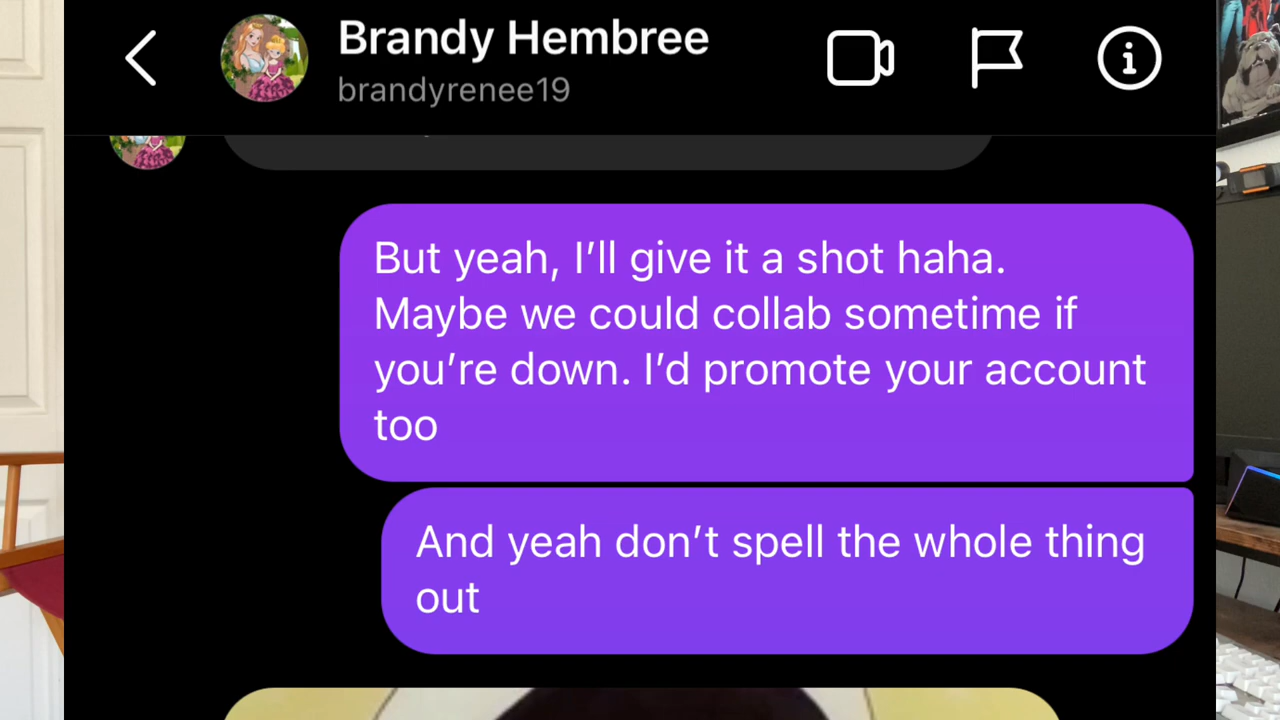 Brandy Hembree
brandyrenee19
But yeah, I’ll give it a shot haha.
Maybe we could collab sometime if
you’re down. I’d promote your account
too
And yeah don’t spell the whole thing
out